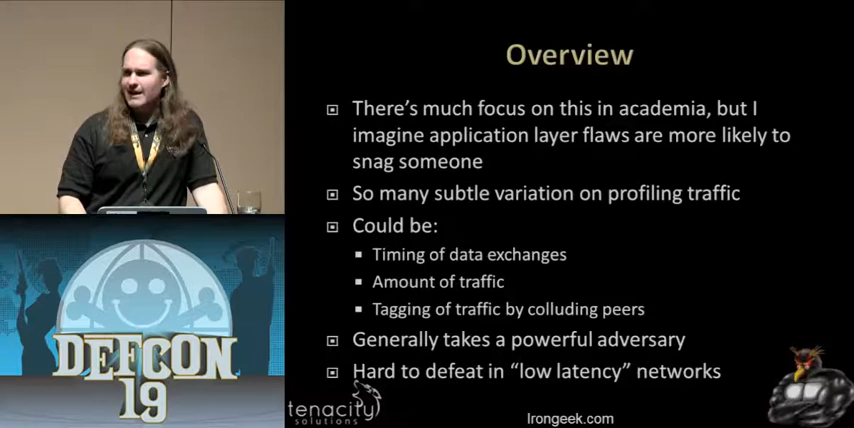 Overview
There's much focus on this in academia, but I
imagine application layer flaws are more likely to
snag someone
So many subtle variation on profiling traffic
Could be:
Timing of data exchanges
Amount of traffic
Tagging of traffic by colluding peers
Generally takes a powerful adversary
Hard to defeat in "low latency" networks
DEFCON
19
tenacity
solutions
Irongeek.com